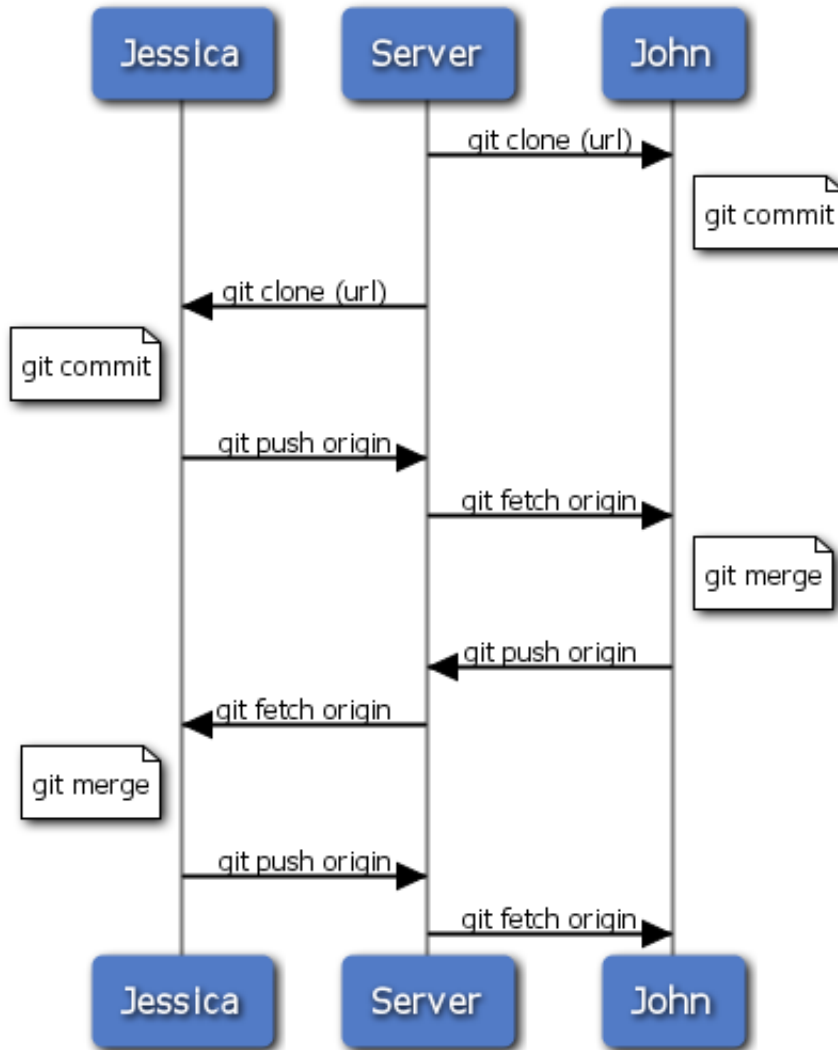 Jessica
Server
John
git clone (url)
git commit
git clone (url)
git commit
git push origin
git fetch origin
git merge
git push origin
git fetch origin
git merge
git push origin
git fetch origin
Jessica
Server
John